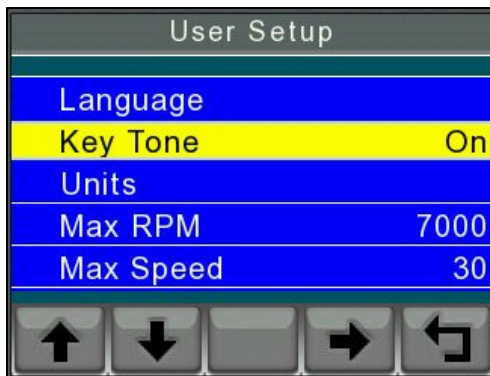 User Setup
Language
Key Tone On
Units
Max RPM 7000
Max Speed 30